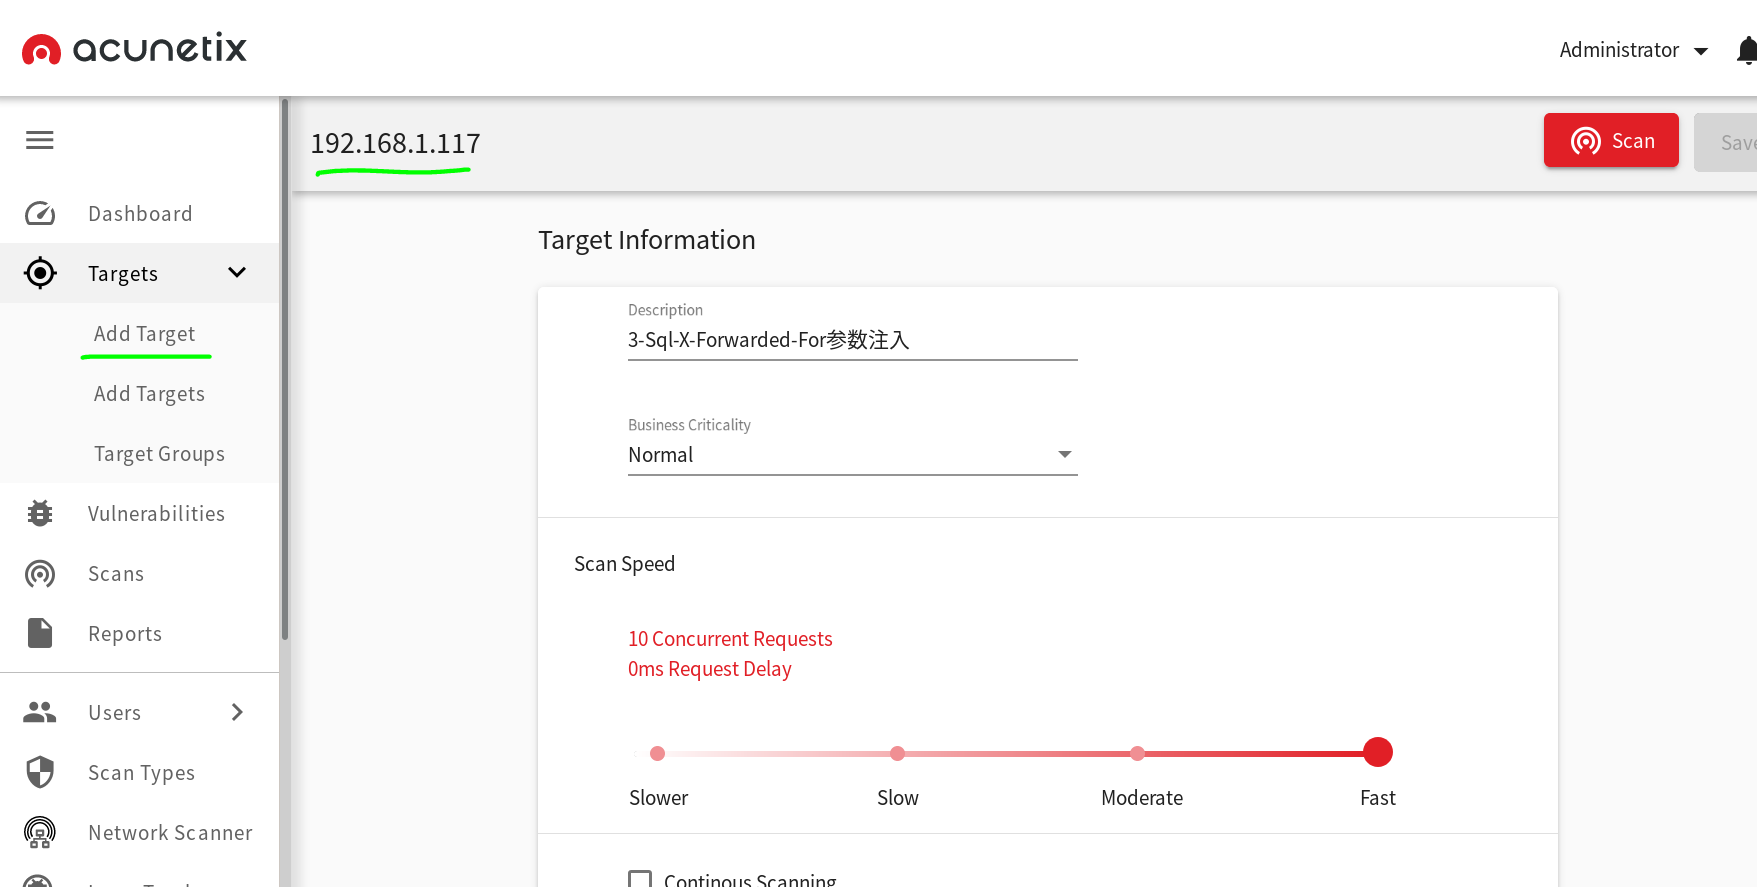 acunetix
Administrator
192.168.1.117
Scan
Save
Dashboard
Targets
Add Target
Add Targets
Target Groups
Vulnerabilities
Scans
Reports
Users
Scan Types
Network Scanner
Target Information
Description
3-Sql-X-Forwarded-For参数注入
Business Criticality
Normal
Scan Speed
10 Concurrent Requests
0ms Request Delay
Slower
Slow
Moderate
Fast
Continous Scanning